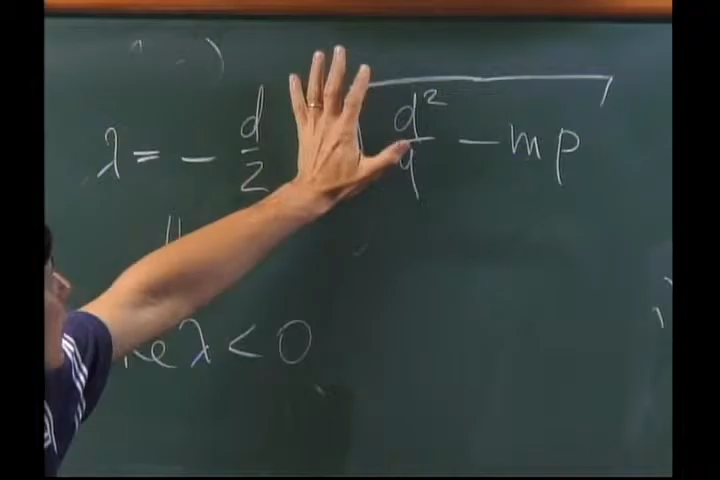 λ = - d/2 √ d²/4 - mp
Re λ < 0